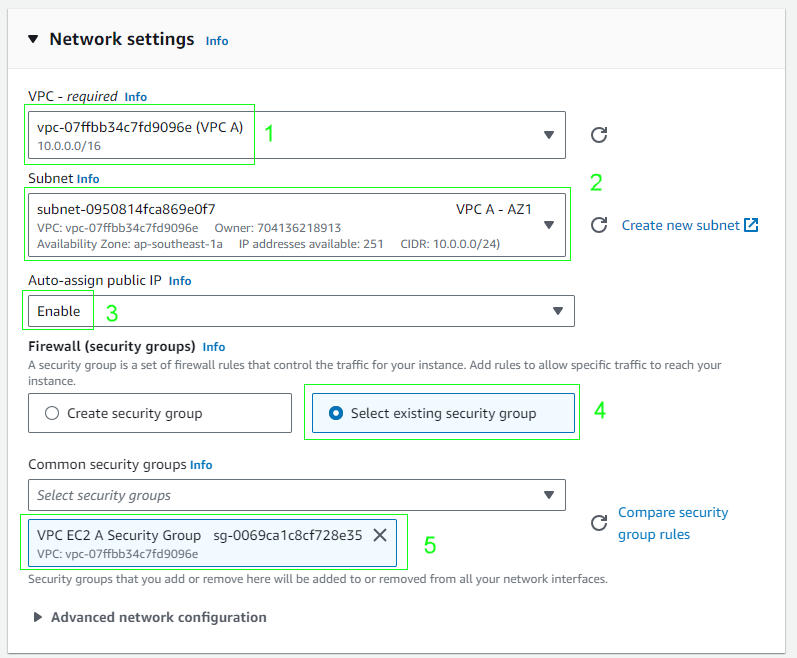 Network settings Info
VPC - required Info
vpc-07ffbb34c7fd9096e (VPC A)
10.0.0.0/16
1
Subnet Info
2
subnet-0950814fca869e0f7 VPC A - AZ1
VPC: vpc-07ffbb34c7fd9096e Owner: 704136218913
Availability Zone: ap-southeast-1a IP addresses available: 251 CIDR: 10.0.0.0/24)
Create new subnet
Auto-assign public IP Info
Enable
3
Firewall (security groups) Info
A security group is a set of firewall rules that control the traffic for your instance. Add rules to allow specific traffic to reach your
instance.
Create security group
Select existing security group
4
Common security groups Info
Select security groups
Compare security
group rules
VPC EC2 A Security Group sg-0069ca1c8cf728e35
VPC: vpc-07ffbb34c7fd9096e
5
Security groups that you add or remove here will be added to or removed from all your network interfaces.
Advanced network configuration